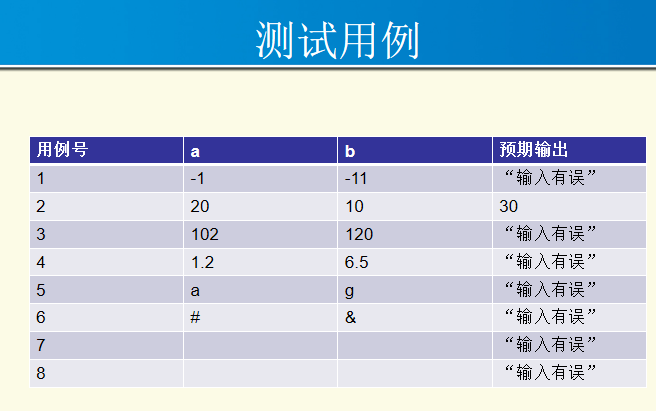 测试用例
用例号 a b 预期输出
1 -1 -11 “输入有误”
2 20 10 30
3 102 120 “输入有误”
4 1.2 6.5 “输入有误”
5 a g “输入有误”
6 # & “输入有误”
7 “输入有误”
8 “输入有误”